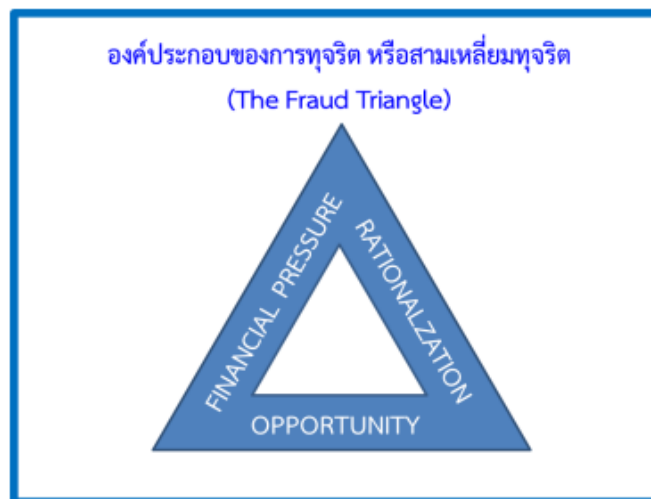 องค์ประกอบของการทุจริต หรือสามเหลี่ยมทุจริต
(The Fraud Triangle)
FINANCIAL PRESSURE
RATIONALZATION
OPPORTUNITY